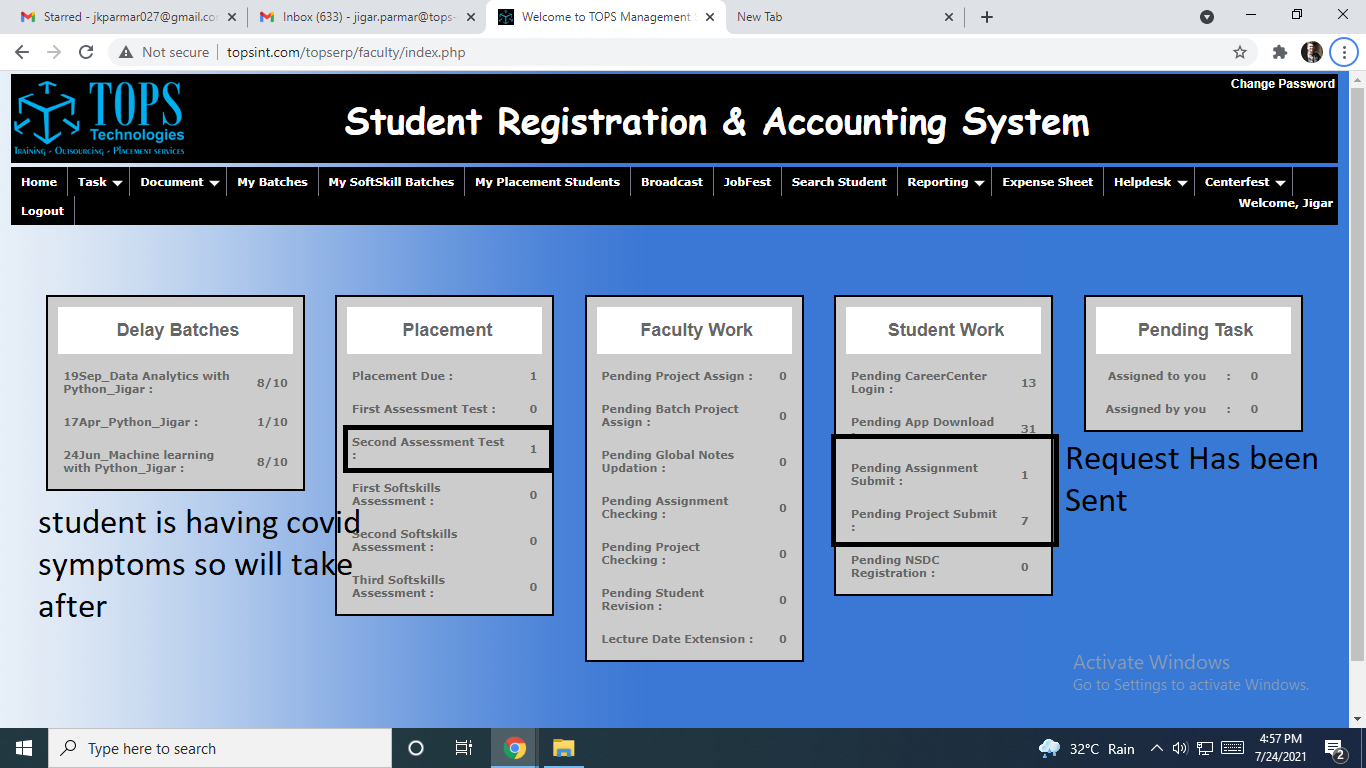 Starred - jkparmar027@gmail.co
Inbox (633) - jigar.parmar@tops-
Welcome to TOPS Management S
New Tab
Not secure
topsint.com/topserp/faculty/index.php
Change Password
TOPS
Technologies
Training - Outsourcing - Placement services
Student Registration & Accounting System
Home
Task
Document
My Batches
My SoftSkill Batches
My Placement Students
Broadcast
JobFest
Search Student
Reporting
Expense Sheet
Helpdesk
Centerfest
Logout
Welcome, Jigar
Delay Batches
19Sep_Data Analytics with
Python_Jigar : 8/10
17Apr_Python_Jigar : 1/10
24Jun_Machine learning
with Python_Jigar : 8/10
student is having covid
symptoms so will take
after
Placement
Placement Due : 1
First Assessment Test : 0
Second Assessment Test
: 1
First Softskills
Assessment : 0
Second Softskills
Assessment : 0
Third Softskills
Assessment : 0
Faculty Work
Pending Project Assign : 0
Pending Batch Project
Assign : 0
Pending Global Notes
Updation : 0
Pending Assignment
Checking : 0
Pending Project
Checking : 0
Pending Student
Revision : 0
Lecture Date Extension : 0
Student Work
Pending CareerCenter
Login : 13
Pending App Download
31
Pending Assignment
Submit : 1
Pending Project Submit
: 7
Pending NSDC
Registration : 0
Pending Task
Assigned to you : 0
Assigned by you : 0
Request Has been
Sent
Activate Windows
Go to Settings to activate Windows.
Type here to search
32°C Rain
4:57 PM
7/24/2021
2